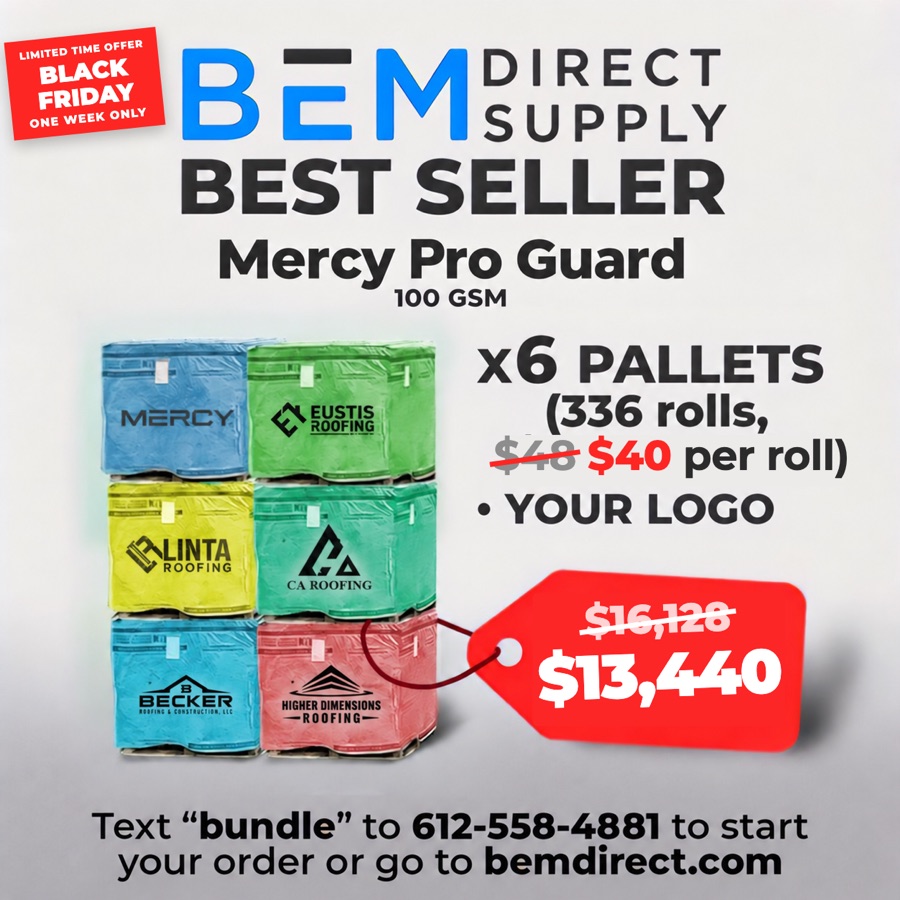 LIMITED TIME OFFER
BLACK
FRIDAY
ONE WEEK ONLY
BEM DIRECT
SUPPLY
BEST SELLER
Mercy Pro Guard
100 GSM
x6 PALLETS
(336 rolls,
$48 $40 per roll)
• YOUR LOGO
MERCY
EUSTIS
ROOFING
LINTA
ROOFING
CA ROOFING
B
BECKER
ROOFING & CONSTRUCTION, LLC
HIGHER DIMENSIONS
ROOFING
$16,128
$13,440
Text “bundle” to 612-558-4881 to start
your order or go to bemdirect.com